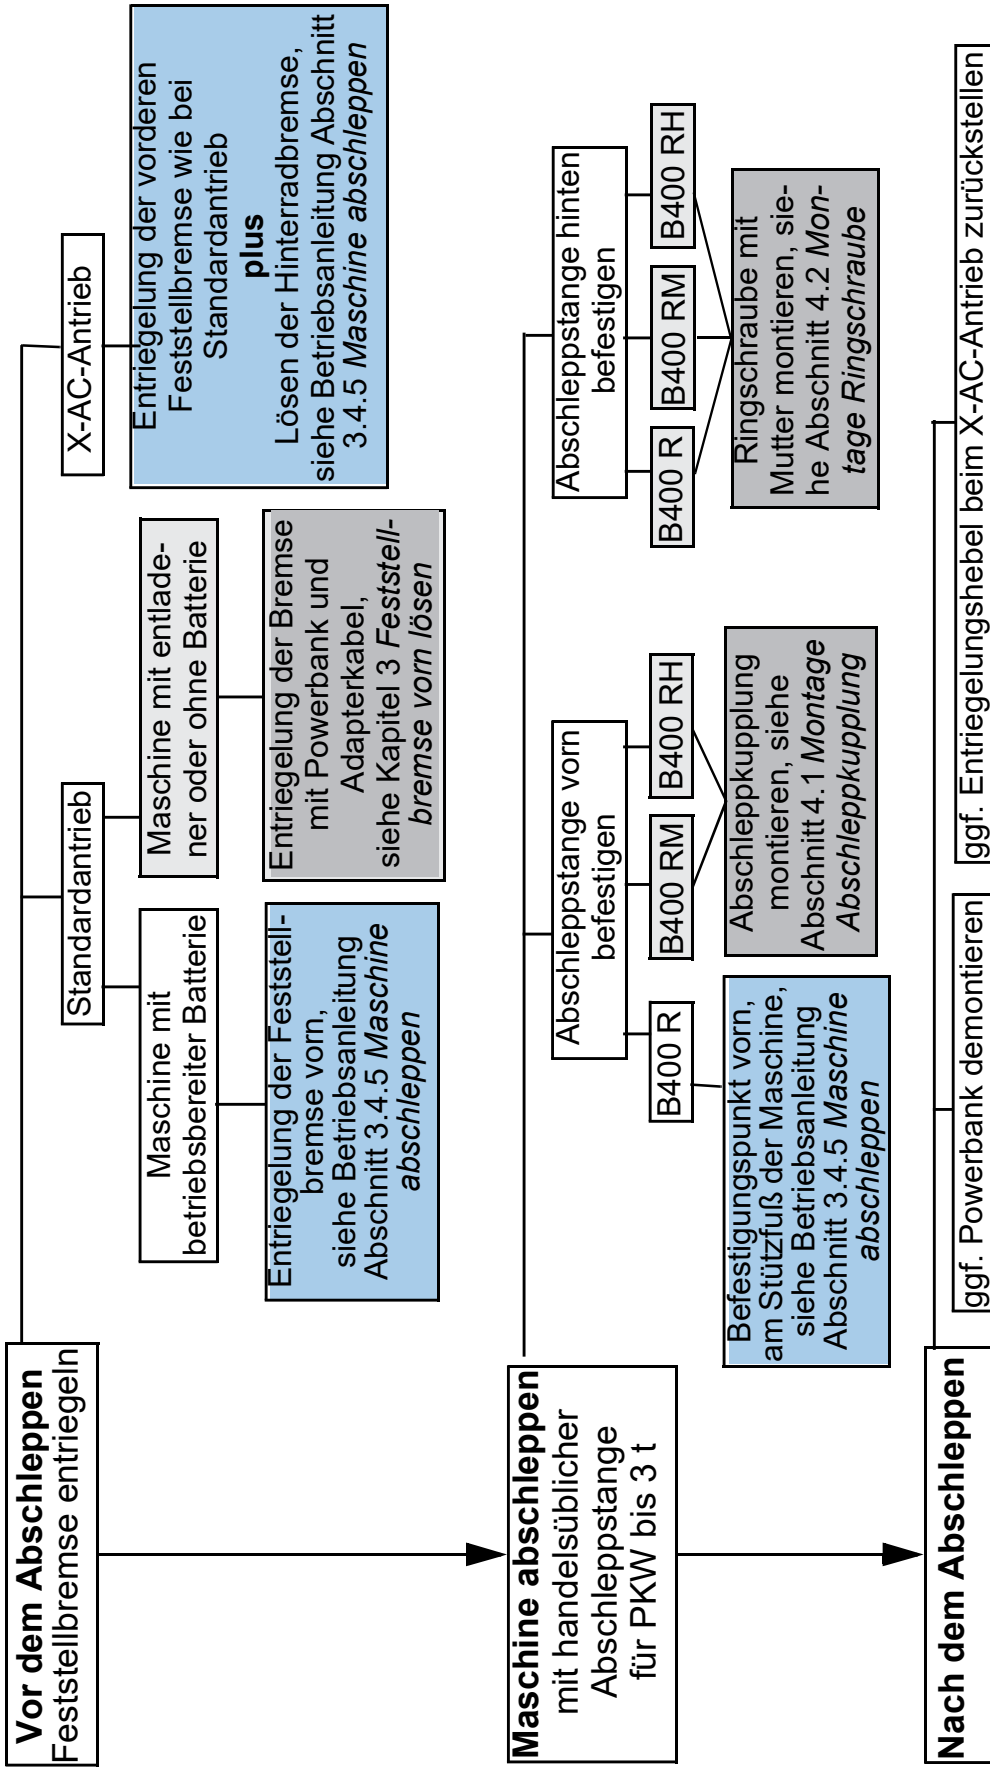 Vor dem Abschleppen
Feststellbremse entriegeln
Standardantrieb
X-AC-Antrieb
Maschine mit
betriebsbereiter Batterie
Maschine mit entlade-
ner oder ohne Batterie
Entriegelung der Feststell-
bremse vorn,
siehe Betriebsanleitung
Abschnitt 3.4.5 Maschine
abschleppen
Entriegelung der Bremse
mit Powerbank und
Adapterkabel,
siehe Kapitel 3 Feststell-
bremse vorn lösen
Entriegelung der vorderen
Feststellbremse wie bei
Standardantrieb
plus
Lösen der Hinterradbremse,
siehe Betriebsanleitung Abschnitt
3.4.5 Maschine abschleppen
Maschine abschleppen
mit handelsüblicher
Abschleppstange
für PKW bis 3 t
Abschleppstange vorn
befestigen
Abschleppstange hinten
befestigen
B400 R
B400 RM
B400 RH
B400 R
B400 RM
B400 RH
Befestigungspunkt vorn,
am Stützfuß der Maschine,
siehe Betriebsanleitung
Abschnitt 3.4.5 Maschine
abschleppen
Abschleppkupplung
montieren, siehe
Abschnitt 4.1 Montage
Abschleppkupplung
Ringschraube mit
Mutter montieren, sie-
he Abschnitt 4.2 Mon-
tage Ringschraube
Nach dem Abschleppen
ggf. Powerbank demontieren
ggf. Entriegelungshebel beim X-AC-Antrieb zurückstellen